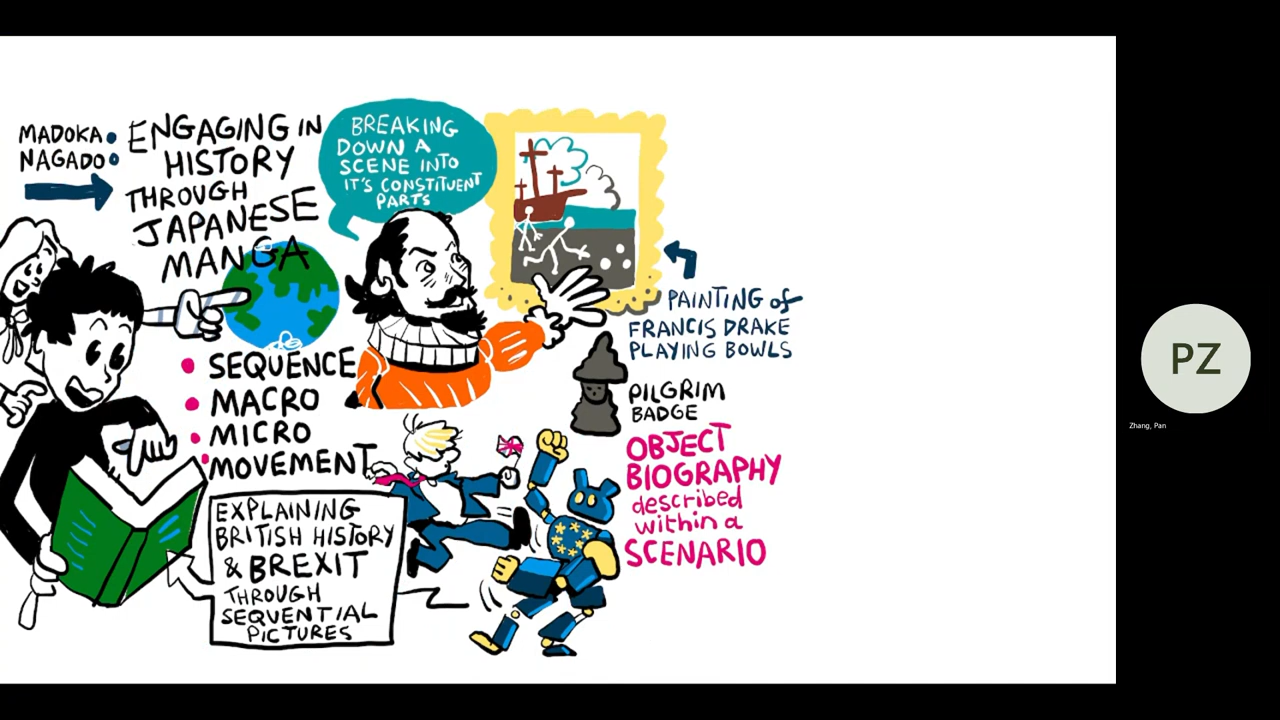 MADOKA
NAGADO
ENGAGING IN
HISTORY
THROUGH
JAPANESE
MANGA
BREAKING
DOWN A
SCENE INTO
IT'S CONSTITUENT
PARTS
PAINTING of
FRANCIS DRAKE
PLAYING BOWLS
• SEQUENCE
• MACRO
• MICRO
• MOVEMENT
PILGRIM
BADGE
OBJECT
BIOGRAPHY
described
within a
SCENARIO
EXPLAINING
BRITISH HISTORY
& BREXIT
THROUGH
SEQUENTIAL
PICTURES
PZ
Zhang, Pan